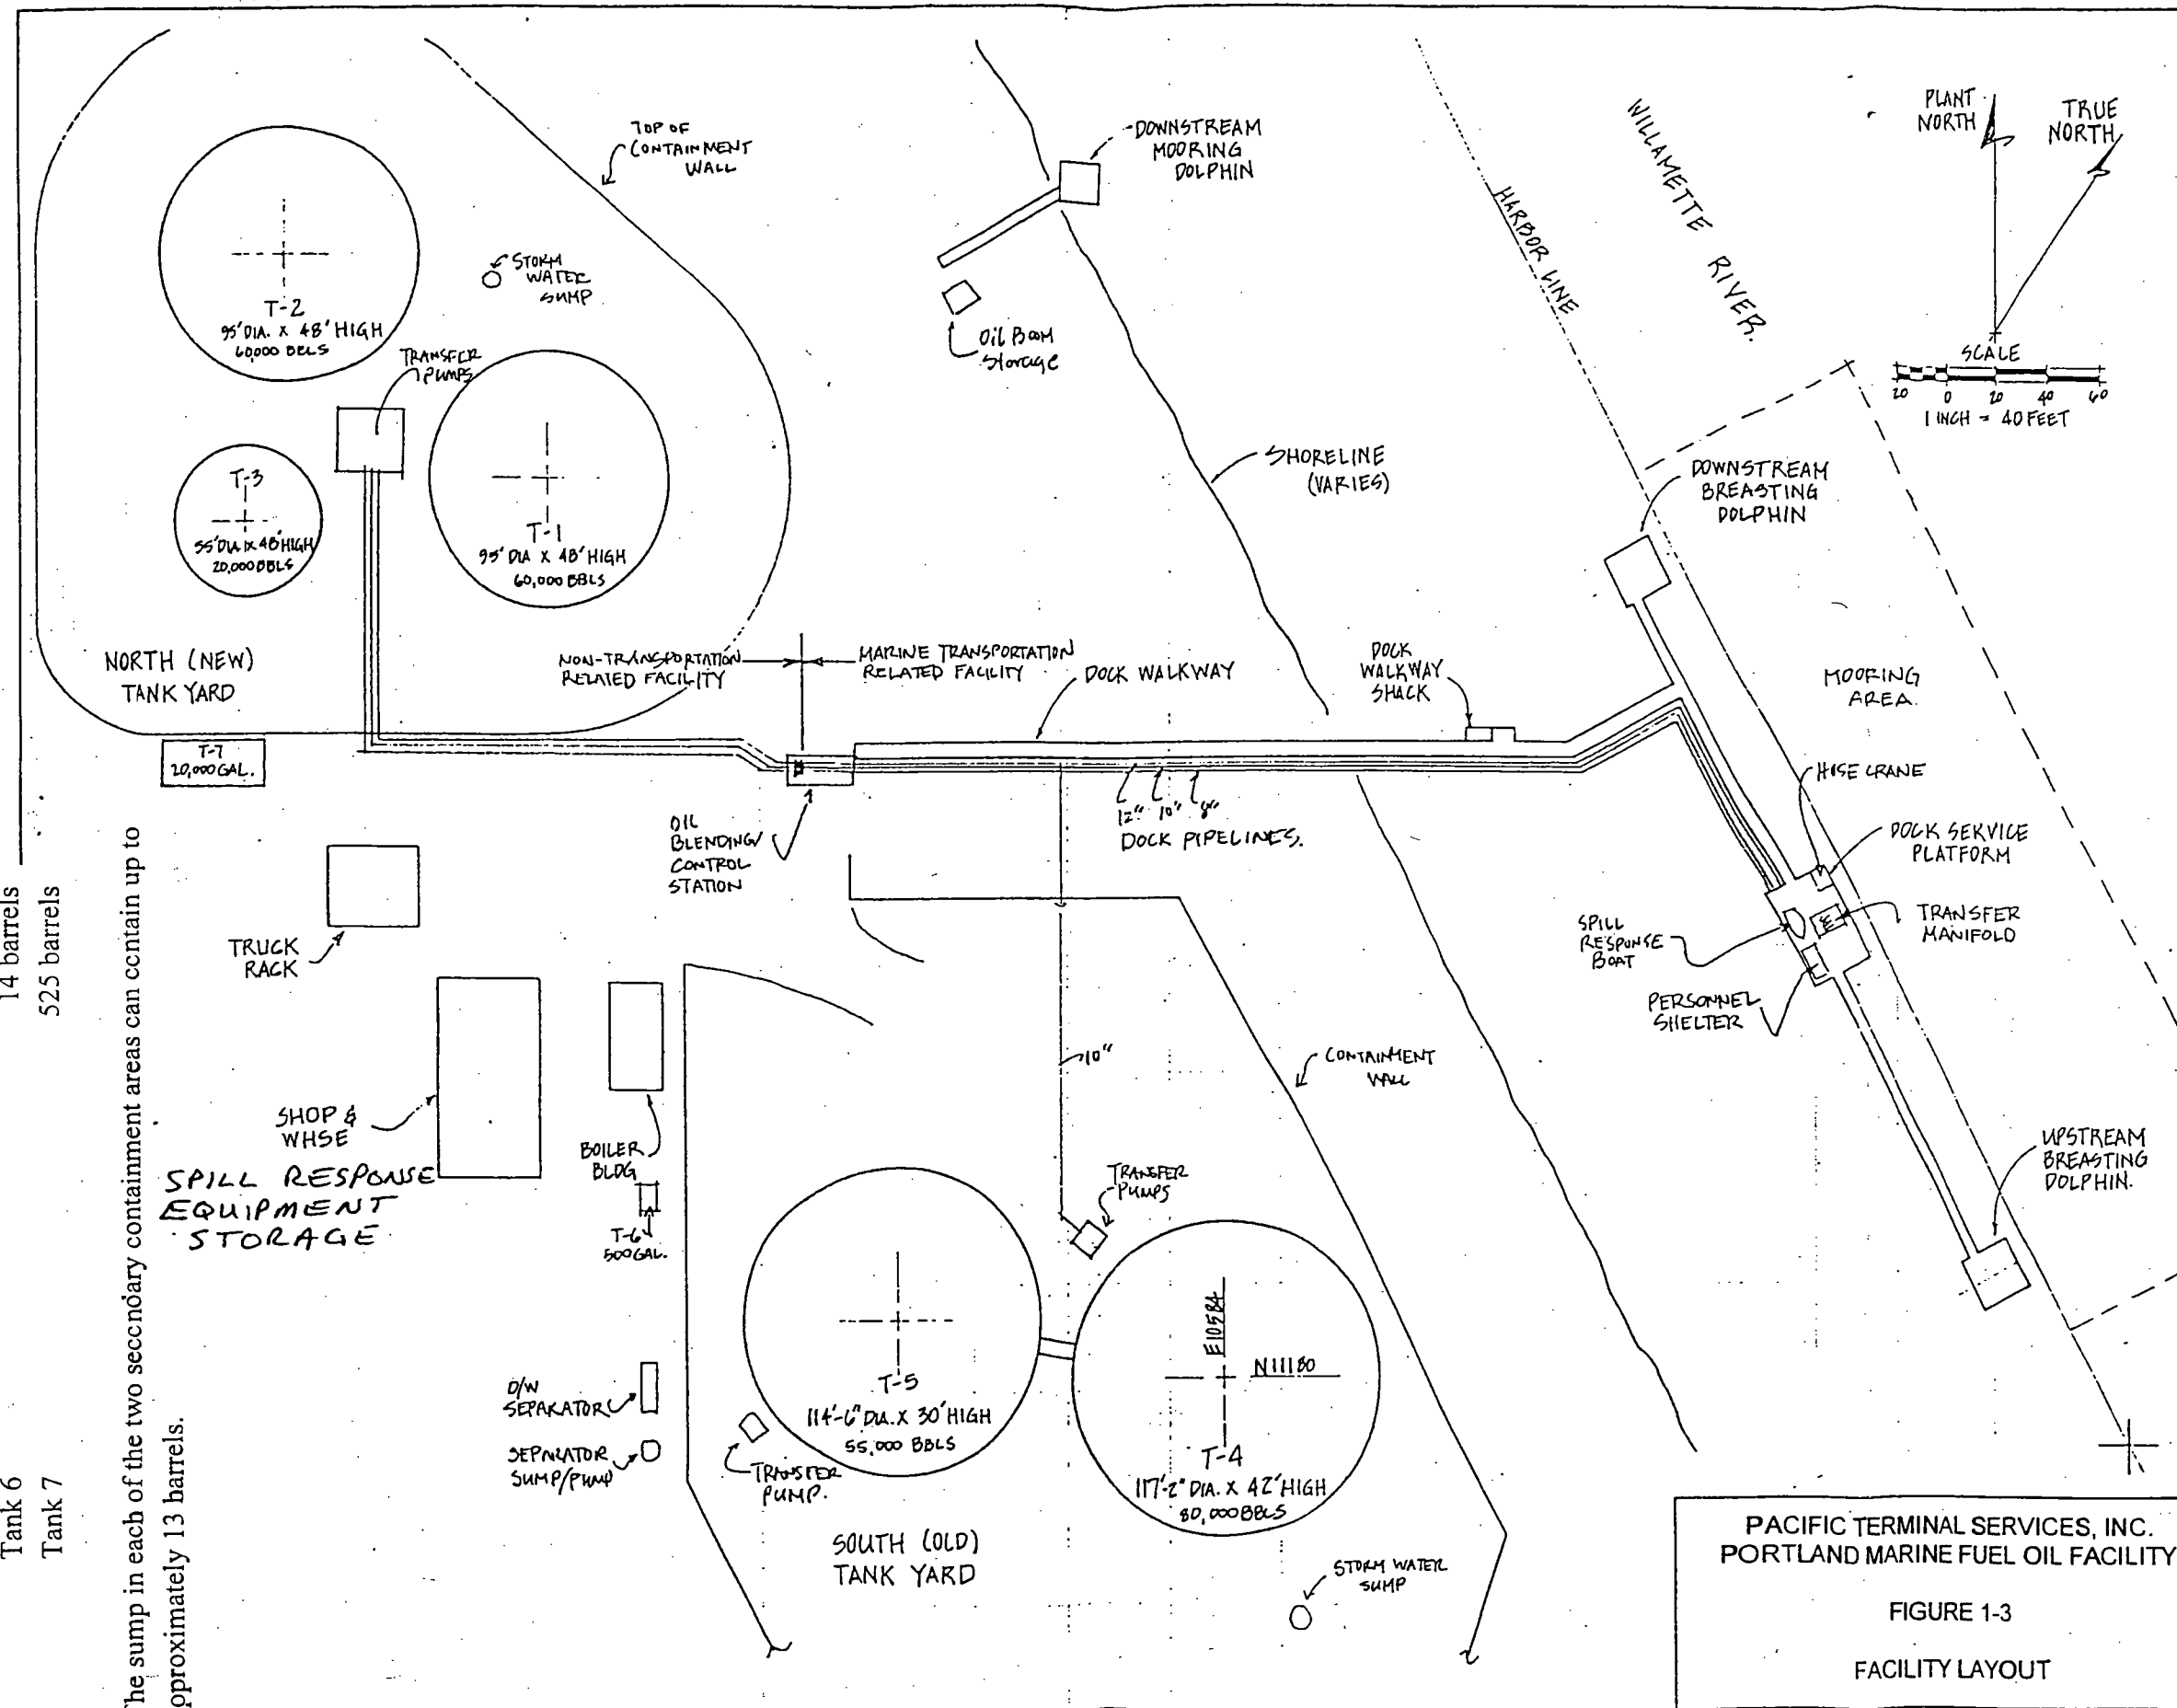 TOP OF
CONTAINMENT
WALL
DOWNSTREAM
MOORING
DOLPHIN
WILLAMETTE RIVER.
HARBOR LINE
PLANT
NORTH
TRUE
NORTH
SCALE
20 0 20 40 60
1 INCH = 40 FEET
STORM
WATER
SUMP
T-2
95' DIA. X 48' HIGH
60,000 BBLS
TRANSFER
PUMPS
OIL BOOM
Storage
T-3
55' DIA X 48' HIGH
20,000 BBLS
T-1
95' DIA X 48' HIGH
60,000 BBLS
SHORELINE
(VARIES)
DOWNSTREAM
BREASTING
DOLPHIN
NORTH (NEW)
TANK YARD
NON-TRANSPORTATION
RELATED FACILITY
MARINE TRANSPORTATION
RELATED FACILITY
DOCK WALKWAY
DOCK
WALKWAY
SHACK
MOORING
AREA.
T-7
20,000 GAL.
OIL
BLENDING/
CONTROL
STATION
12" 10" 8"
DOCK PIPELINES.
HOSE CRANE
DOCK SERVICE
PLATFORM
TRANSFER
MANIFOLD
SPILL
RESPONSE
BOAT
PERSONNEL
SHELTER
TRUCK
RACK
SHOP &
WHSE
SPILL RESPONSE
EQUIPMENT
STORAGE
BOILER
BLDG
T-6
500 GAL.
10"
CONTAINMENT
WALL
TRANSFER
PUMPS
UPSTREAM
BREASTING
DOLPHIN.
E10584
N11180
T-5
114'-6" DIA. X 30' HIGH
55,000 BBLS
T-4
117'-2" DIA. X 42' HIGH
80,000 BBLS
O/W
SEPARATOR
SEPARATOR
SUMP/PUMP
TRANSFER
PUMP.
SOUTH (OLD)
TANK YARD
STORM WATER
SUMP
PACIFIC TERMINAL SERVICES, INC.
PORTLAND MARINE FUEL OIL FACILITY
FIGURE 1-3
FACILITY LAYOUT
Tank 6 14 barrels
Tank 7 525 barrels
The sump in each of the two secondary containment areas can contain up to
approximately 13 barrels.